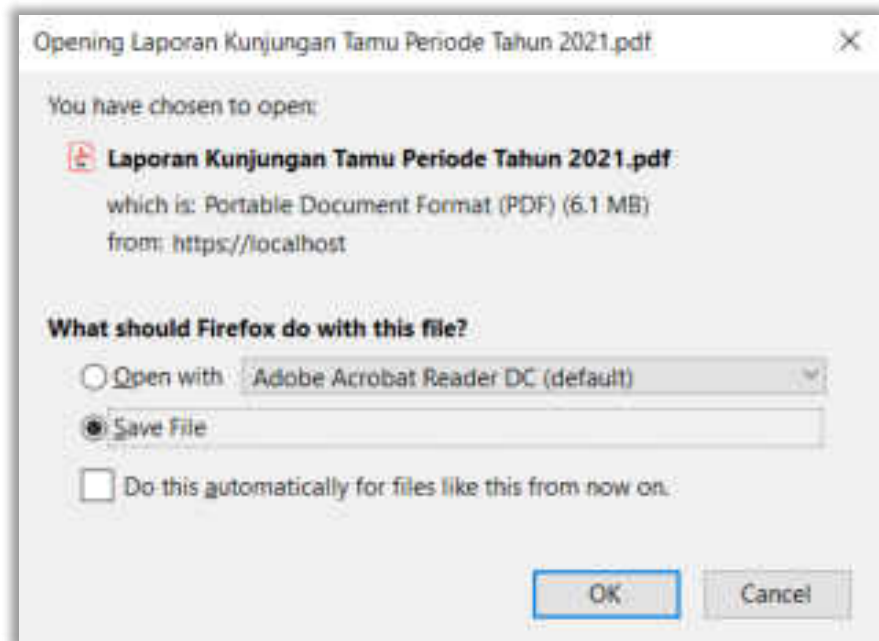 Opening Laporan Kunjungan Tamu Periode Tahun 2021.pdf
You have chosen to open:
Laporan Kunjungan Tamu Periode Tahun 2021.pdf
which is: Portable Document Format (PDF) (6.1 MB)
from: https://localhost
What should Firefox do with this file?
Open with Adobe Acrobat Reader DC (default)
Save File
Do this automatically for files like this from now on.
OK Cancel